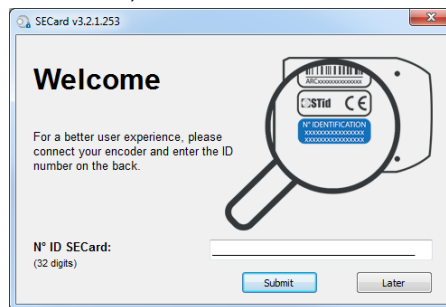 SECard v3.2.1.253
Welcome
ARCxxxxxxxxxxxxxx
STid CE
N° IDENTIFICATION
xxxxxxxxxxxxxxxx
xxxxxxxxxxxxxxxx
For a better user experience, please
connect your encoder and enter the ID
number on the back.
N° ID SECard:
(32 digits)
Submit
Later